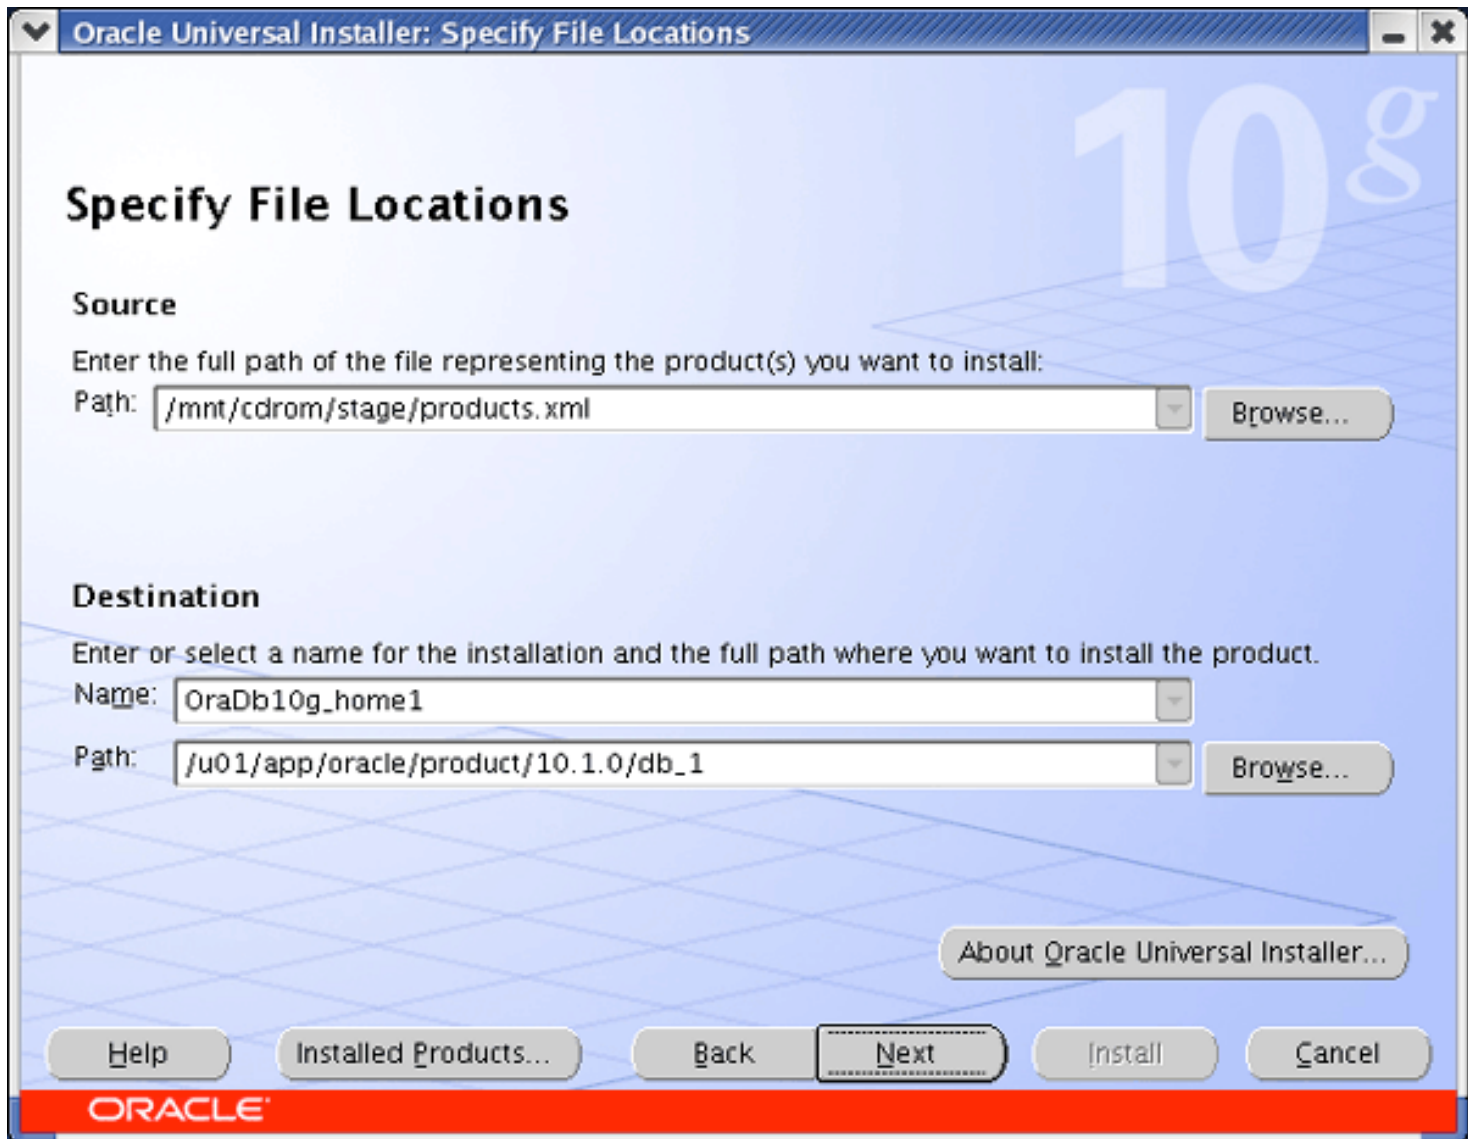 Oracle Universal Installer: Specify File Locations
10g
Specify File Locations
Source
Enter the full path of the file representing the product(s) you want to install:
Path: /mnt/cdrom/stage/products.xml Browse...
Destination
Enter or select a name for the installation and the full path where you want to install the product.
Name: OraDb10g_home1
Path: /u01/app/oracle/product/10.1.0/db_1 Browse...
About Oracle Universal Installer...
Help Installed Products... Back Next Install Cancel
ORACLE